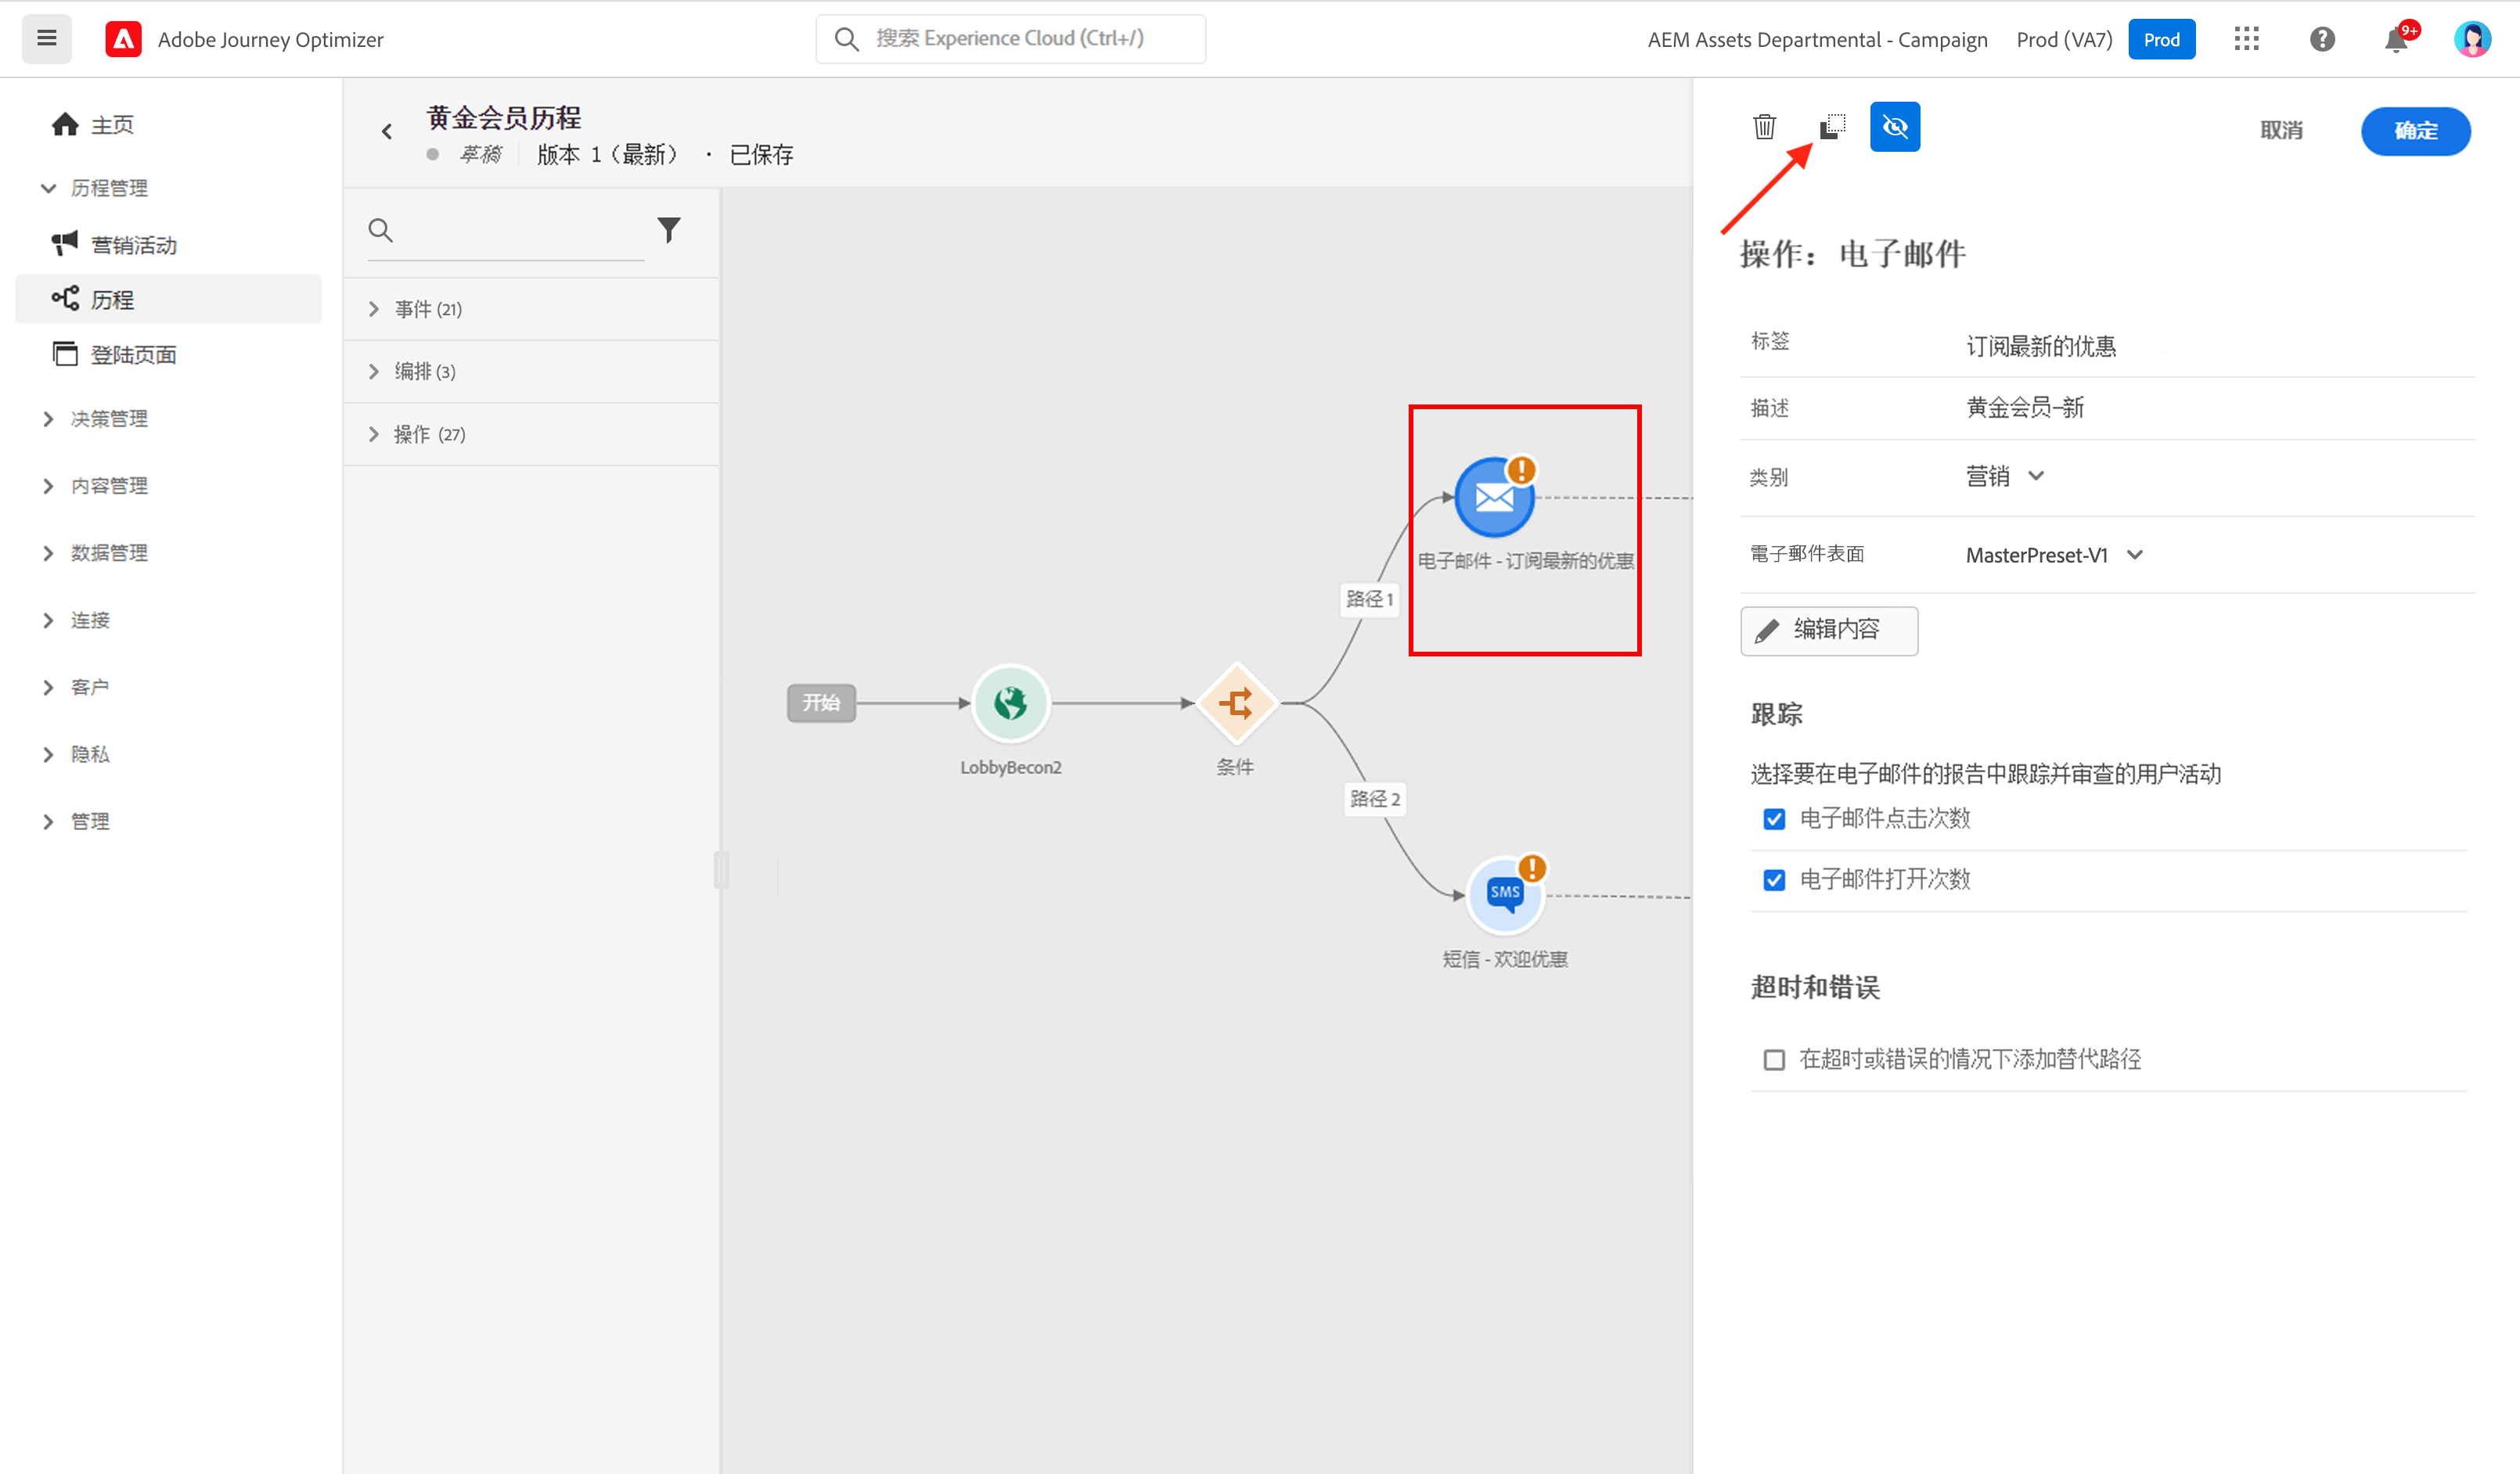 Adobe Journey Optimizer
搜索 Experience Cloud (Ctrl+/)
AEM Assets Departmental - Campaign
Prod (VA7)
Prod
9+
主页
历程管理
营销活动
历程
登陆页面
决策管理
内容管理
数据管理
连接
客户
隐私
管理
黄金会员历程
草稿
版本 1（最新） · 已保存
事件 (21)
编排 (3)
操作 (27)
开始
LobbyBecon2
条件
路径 1
路径 2
电子邮件 - 订阅最新的优惠
SMS
短信 - 欢迎优惠
取消
确定
操作：电子邮件
标签
订阅最新的优惠
描述
黄金会员-新
类别
营销
電子郵件表面
MasterPreset-V1
编辑内容
跟踪
选择要在电子邮件的报告中跟踪并审查的用户活动
电子邮件点击次数
电子邮件打开次数
超时和错误
在超时或错误的情况下添加替代路径